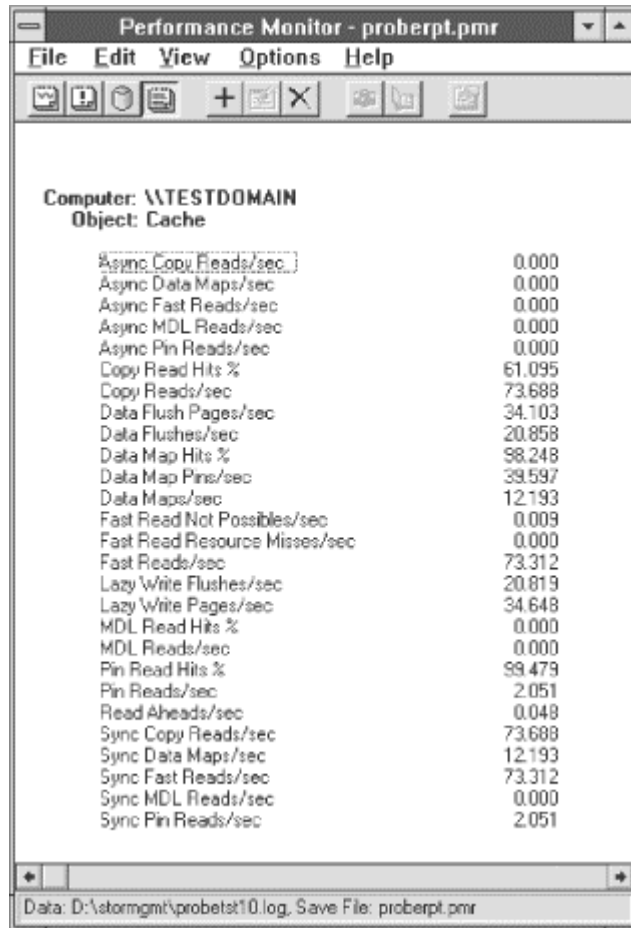 Performance Monitor - proberpt.pmr
File Edit View Options Help
Computer: \\TESTDOMAIN
Object: Cache
Async Copy Reads/sec 0.000
Async Data Maps/sec 0.000
Async Fast Reads/sec 0.000
Async MDL Reads/sec 0.000
Async Pin Reads/sec 0.000
Copy Read Hits % 61.095
Copy Reads/sec 73.688
Data Flush Pages/sec 34.103
Data Flushes/sec 20.858
Data Map Hits % 98.248
Data Map Pins/sec 39.597
Data Maps/sec 12.193
Fast Read Not Possibles/sec 0.009
Fast Read Resource Misses/sec 0.000
Fast Reads/sec 73.312
Lazy Write Flushes/sec 20.819
Lazy Write Pages/sec 34.648
MDL Read Hits % 0.000
MDL Reads/sec 0.000
Pin Read Hits % 99.479
Pin Reads/sec 2.051
Read Aheads/sec 0.048
Sync Copy Reads/sec 73.688
Sync Data Maps/sec 12.193
Sync Fast Reads/sec 73.312
Sync MDL Reads/sec 0.000
Sync Pin Reads/sec 2.051
Data: D:\stormgmt\probetst10.log, Save File: proberpt.pmr